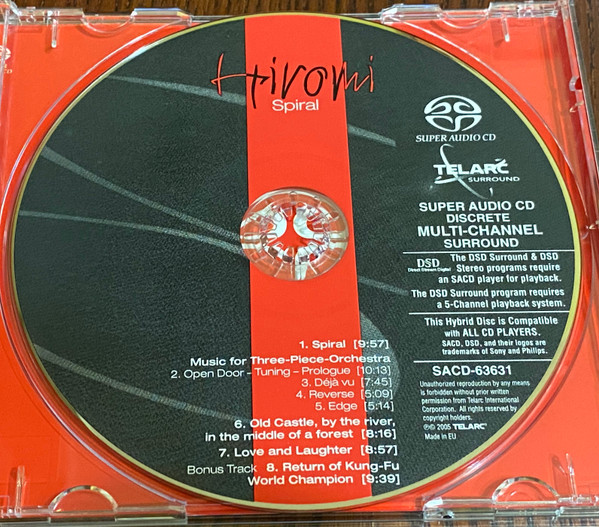 Hiromi
Spiral
SUPER AUDIO CD
TELARC
SURROUND
SUPER AUDIO CD
DISCRETE
MULTI-CHANNEL
SURROUND
DSD
Direct Stream Digital
The DSD Surround & DSD
Stereo programs require
an SACD player for playback.
The DSD Surround program requires
a 5-Channel playback system.
This Hybrid Disc is Compatible
with ALL CD PLAYERS.
SACD, DSD, and their logos are
trademarks of Sony and Philips.
SACD-63631
Unauthorized reproduction by any means
is forbidden without prior written
permission from Telarc International
Corporation. All rights reserved by
copyright holders.
℗© 2005 TELARC
Made in EU
1. Spiral [9:57]
Music for Three-Piece-Orchestra
2. Open Door - Tuning - Prologue [10:13]
3. Déjà vu [7:45]
4. Reverse [5:09]
5. Edge [5:14]
6. Old Castle, by the river,
in the middle of a forest [8:16]
7. Love and Laughter [8:57]
Bonus Track 8. Return of Kung-Fu
World Champion [9:39]